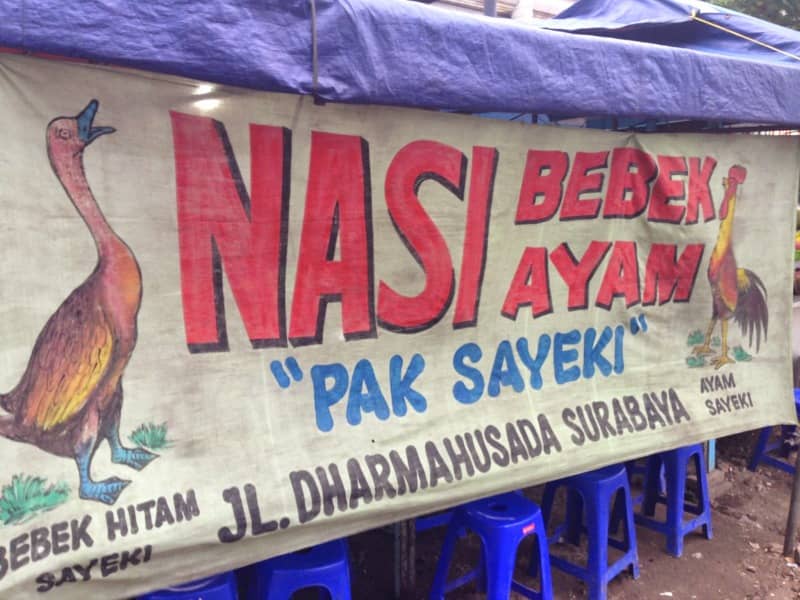 NASI BEBEK
AYAM
"PAK SAYEKI"
JL. DHARMAHUSADA SURABAYA
BEBEK HITAM
SAYEKI
AYAM
SAYEKI